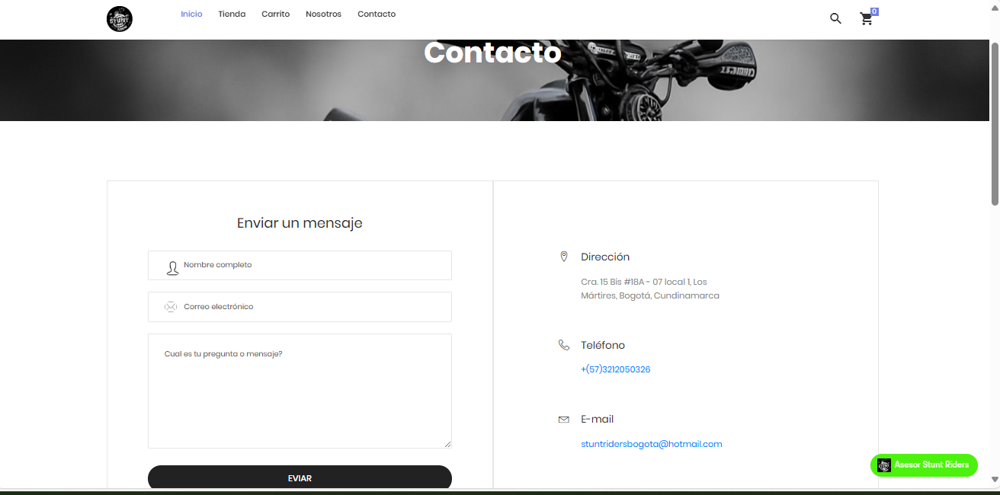 STUNT
Inicio Tienda Carrito Nosotros Contacto
0
Contacto
Enviar un mensaje
Nombre completo
Correo electrónico
Cual es tu pregunta o mensaje?
EVIAR
Dirección
Cra. 15 Bis #18A - 07 local 1, Los
Mártires, Bogotá, Cundinamarca
Teléfono
+(57)3212050326
E-mail
stuntridersbogota@hotmail.com
Asesor Stunt Riders